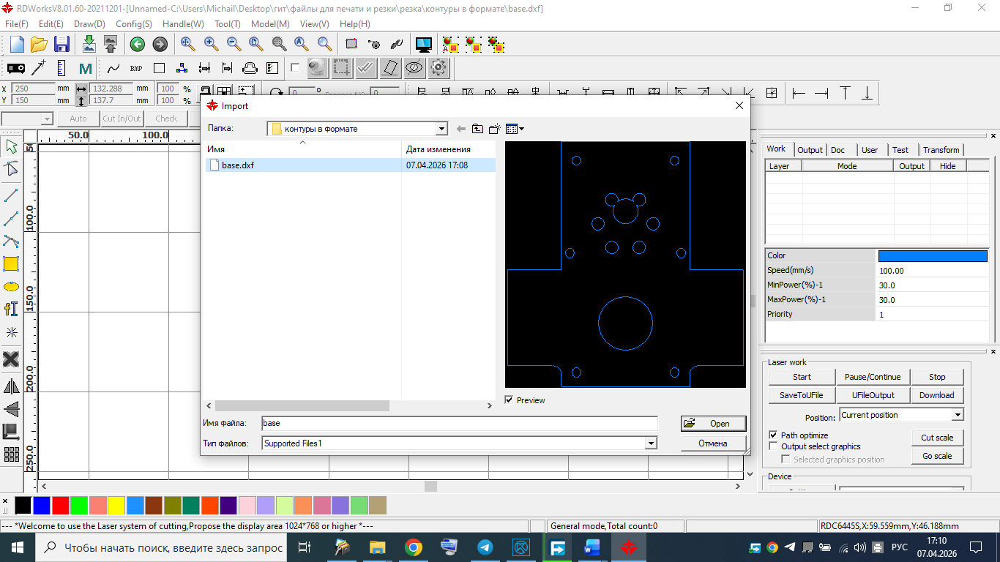 RDWorksV8.01.60-20211201-[Unnamed-C:\Users\Michail\Desktop\гит\файлы для печати и резки\резка\контуры в формате\base.dxf]
File(F) Edit(E) Draw(D) Config(S) Handle(W) Tool(T) Model(M) View(V) Help(H)
BMP
X 250 mm 132.288 mm 100 %
Y 150 mm 137.7 mm 100 %
Auto Cut In/Out Check
50.0 100.0
100.0
150.0
200.0
250.0
Import
Папка: контуры в формате
Имя Дата изменения
base.dxf 07.04.2026 17:08
Preview
Имя файла: base Open
Тип файлов: Supported Files1 Отмена
Work Output Doc User Test Transform
Layer Mode Output Hide
Color
Speed(mm/s) 100.00
MinPower(%)-1 30.0
MaxPower(%)-1 30.0
Priority 1
Laser work
Start Pause/Continue Stop
SaveToUFile UFileOutput Download
Position: Current position
Path optimize Cut scale
Output select graphics
Selected graphics position Go scale
Device
--- *Welcome to use the Laser system of cutting,Propose the display area 1024*768 or higher *--- General mode,Total count:0 RDC6445S,X:59.559mm,Y:46.188mm
Чтобы начать поиск, введите здесь запрос
РУС 17:10
07.04.2026